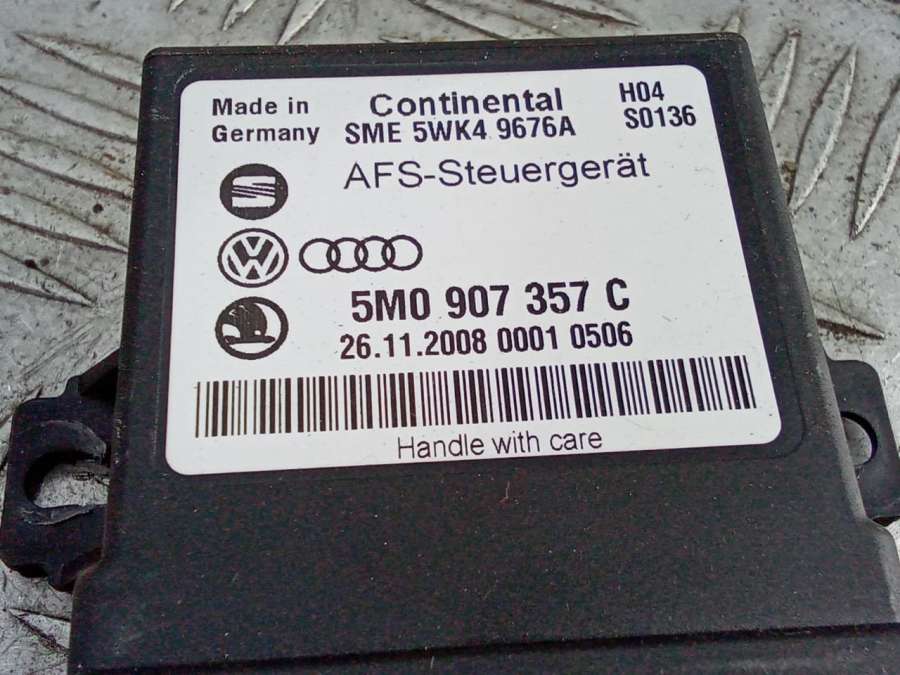 Made in
Germany
Continental
SME 5WK4 9676A
H04
S0136
AFS-Steuergerät
5M0 907 357 C
26.11.2008 0001 0506
Handle with care